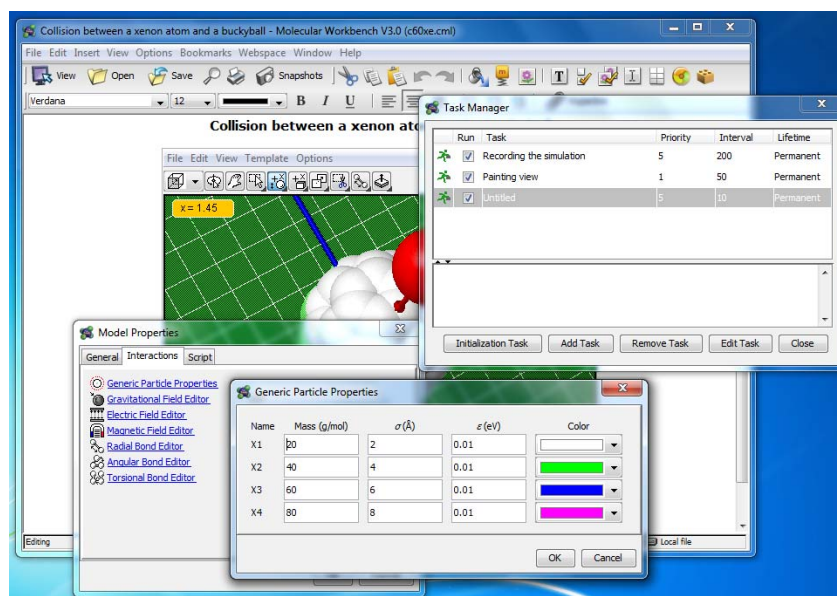 Collision between a xenon atom and a buckyball - Molecular Workbench V3.0 (c60xe.cml)
File Edit Insert View Options Bookmarks Webspace Window Help
View Open Save Snapshots
Verdana 12 B I U
Collision between a xenon ato
File Edit View Template Options
x = 1.45
Task Manager
Run Task Priority Interval Lifetime
Recording the simulation 5 200 Permanent
Painting view 1 50 Permanent
Untitled 5 10 Permanent
Initialization Task Add Task Remove Task Edit Task Close
Model Properties
General Interactions Script
Generic Particle Properties
Gravitational Field Editor
Electric Field Editor
Magnetic Field Editor
Radial Bond Editor
Angular Bond Editor
Torsional Bond Editor
Generic Particle Properties
Name Mass (g/mol) σ(Å) ε(eV) Color
X1 20 2 0.01
X2 40 4 0.01
X3 60 6 0.01
X4 80 8 0.01
OK Cancel
Editing
Local file